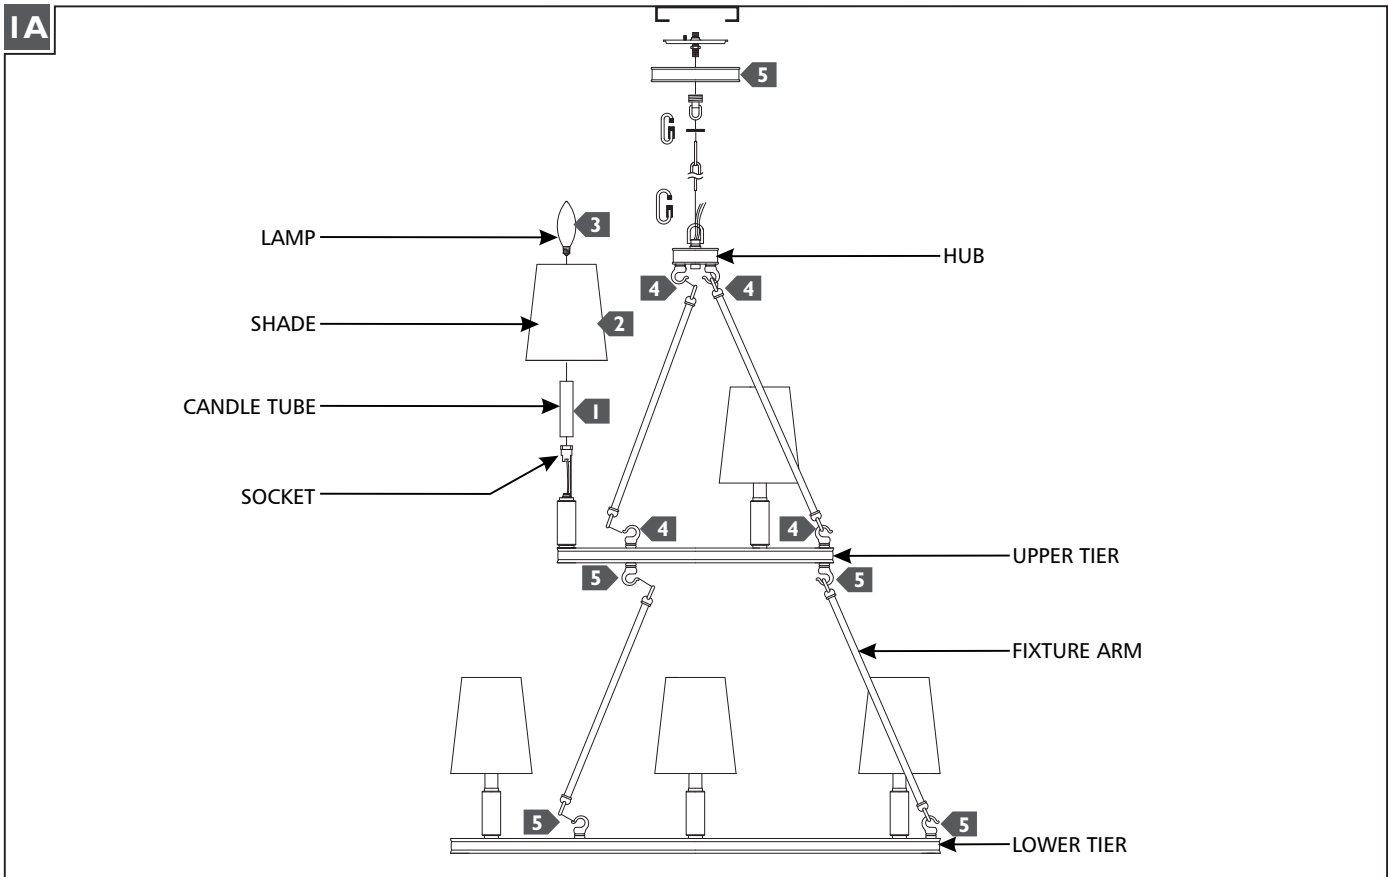 1A
5
3
LAMP
HUB
4
4
SHADE
2
CANDLE TUBE
1
SOCKET
4
4
UPPER TIER
5
5
FIXTURE ARM
5
5
LOWER TIER